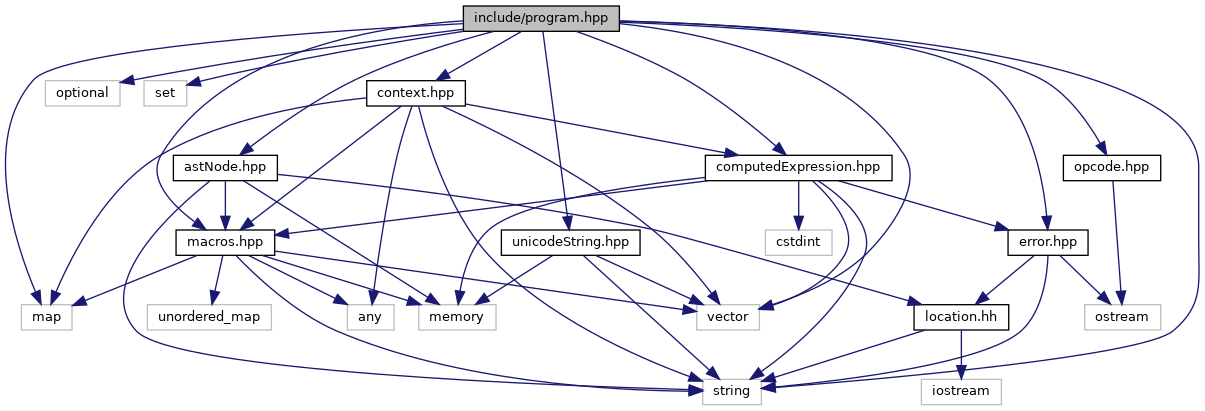 include/program.hpp
optional
set
context.hpp
astNode.hpp
computedExpression.hpp
opcode.hpp
macros.hpp
unicodeString.hpp
cstdint
error.hpp
map
unordered_map
any
memory
vector
location.hh
ostream
string
iostream